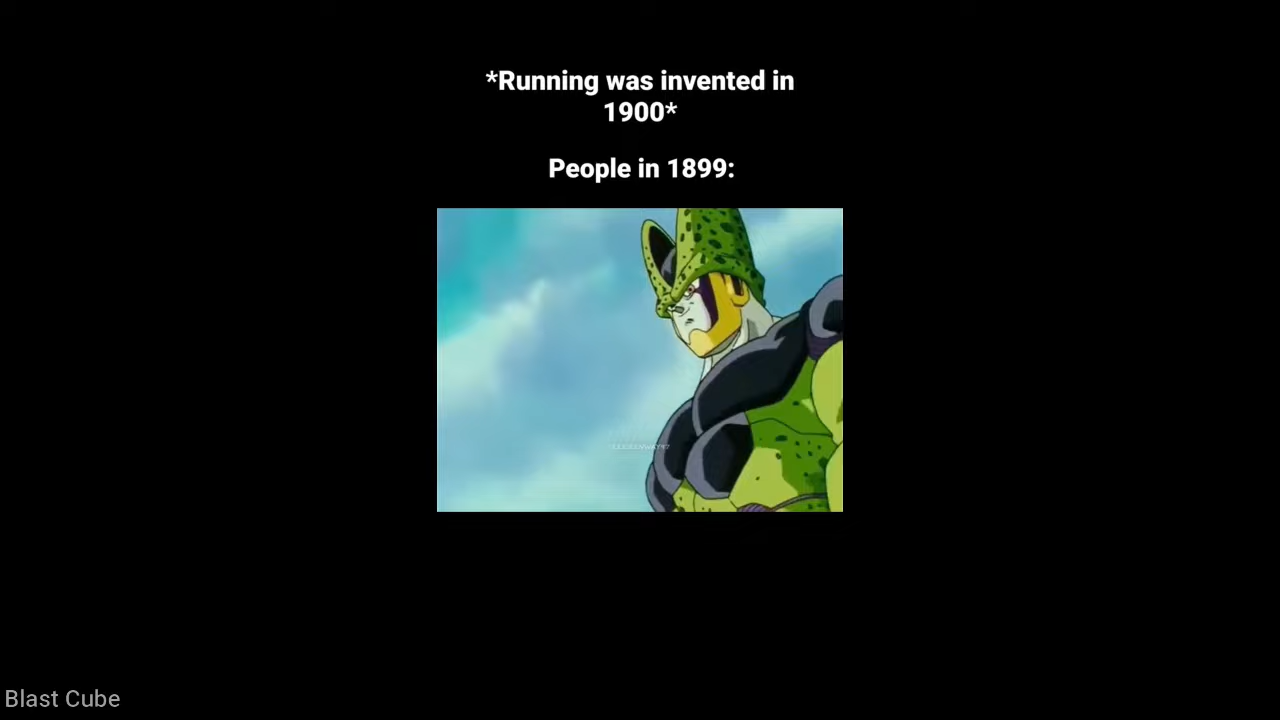 *Running was invented in
1900*
People in 1899:
Blast Cube